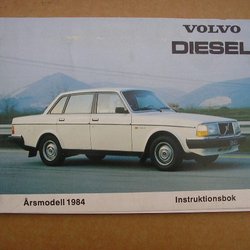 VOLVO
DIESEL
Årsmodell 1984
Instruktionsbok